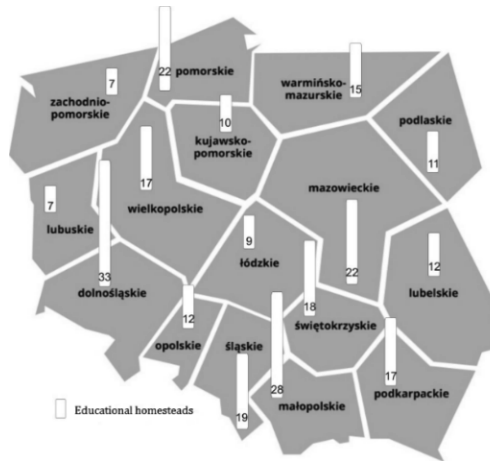 22
pomorskie
7
zachodnio-
pomorskie
warmińsko-
mazurskie
15
10
kujawsko-
pomorskie
podlaskie
11
17
wielkopolskie
mazowieckie
7
lubuskie
9
łódzkie
22
12
lubelskie
33
dolnośląskie
18
świętokrzyskie
12
opolskie
śląskie
19
28
małopolskie
17
podkarpackie
Educational homesteads